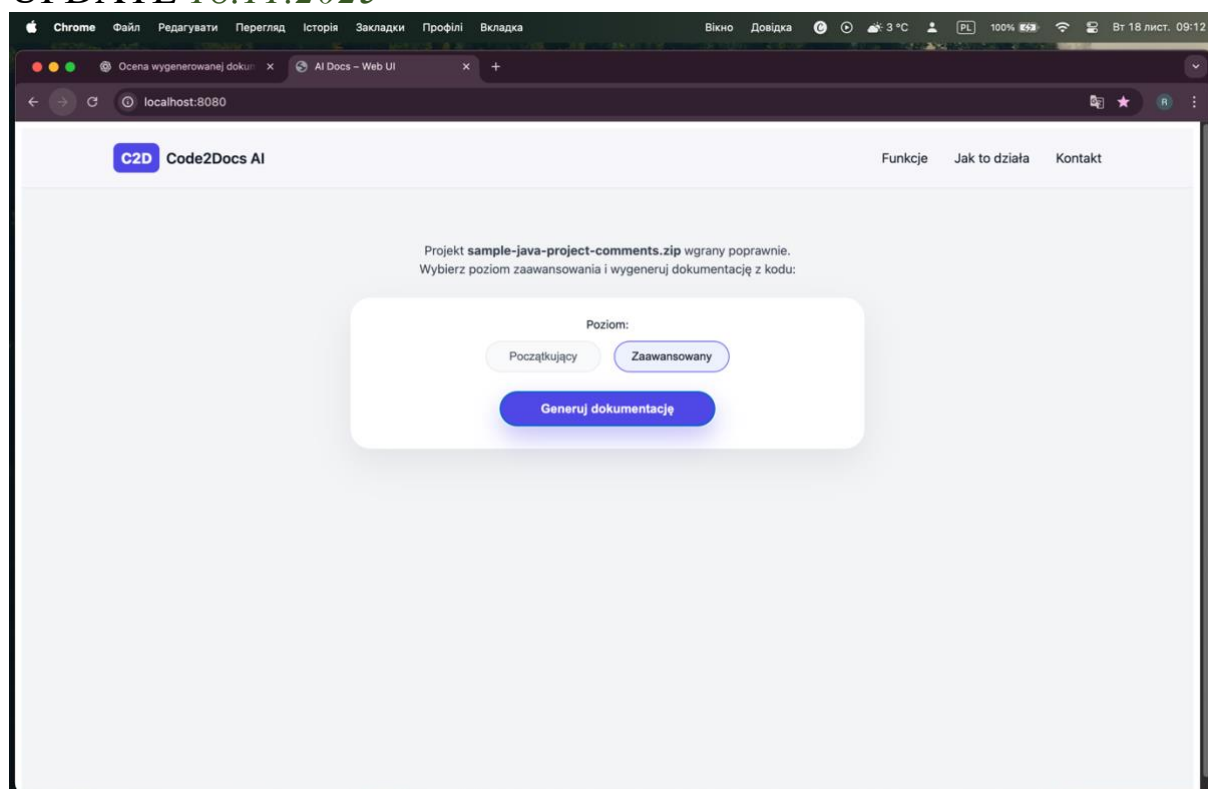 UPDATE 18.11.2025
Chrome Файл Редагувати Перегляд Історія Закладки Профілі Вкладка Вікно Довідка 3 °C PL 100% Вт 18 лист. 09:12
Ocena wygenerowanej dokun AI Docs – Web UI
localhost:8080
C2D Code2Docs AI Funkcje Jak to działa Kontakt
Projekt sample-java-project-comments.zip wgrany poprawnie.
Wybierz poziom zaawansowania i wygeneruj dokumentację z kodu:
Poziom:
Początkujący Zaawansowany
Generuj dokumentację